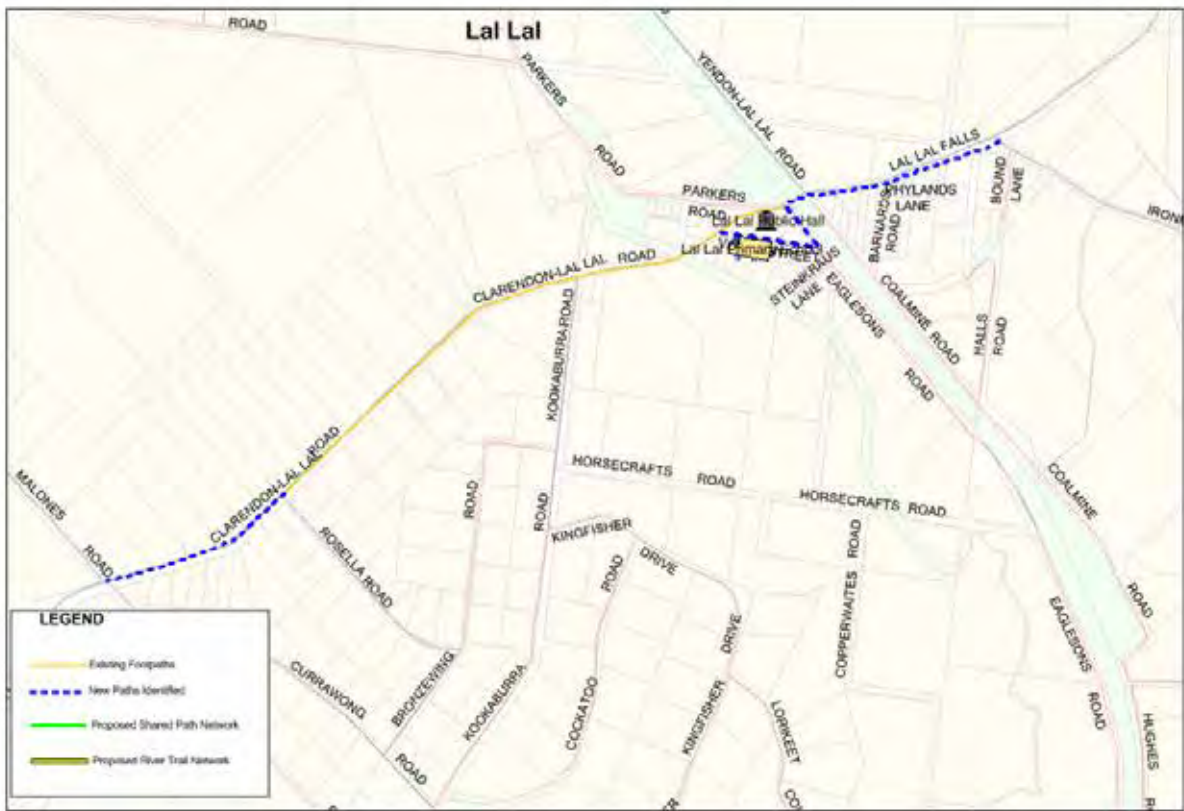 Lal Lal
ROAD
PARKERS
ROAD
YENDON-LAL LAL
ROAD
LAL LAL FALLS
BOUND
LANE
PHYLANDS
LANE
BARNARDS
ROAD
PARKERS
ROAD
Lal Lal Public Hall
Lal Lal
STREET
STEINKRAUS
LANE
CLARENDON-LAL LAL ROAD
EAGLESONS
ROAD
COALMINE
ROAD
HALLS
ROAD
KOOKABURRA ROAD
CLARENDON-LAL LAL
ROAD
MALONES
ROAD
HORSECRAFTS ROAD
HORSECRAFTS ROAD
COALMINE
ROAD
ROAD
ROAD
KINGFISHER
DRIVE
ROSELLA ROAD
ROAD
COPPERWAITES ROAD
EAGLESONS
ROAD
CURRAWONG
ROAD
BRONZEWING
KOOKABURRA
COCKATOO
DRIVE
KINGFISHER
LORIKEET
HUGHES
LEGEND
Existing Footpaths
New Paths Identified
Proposed Shared Path Network
Proposed River Trail Network